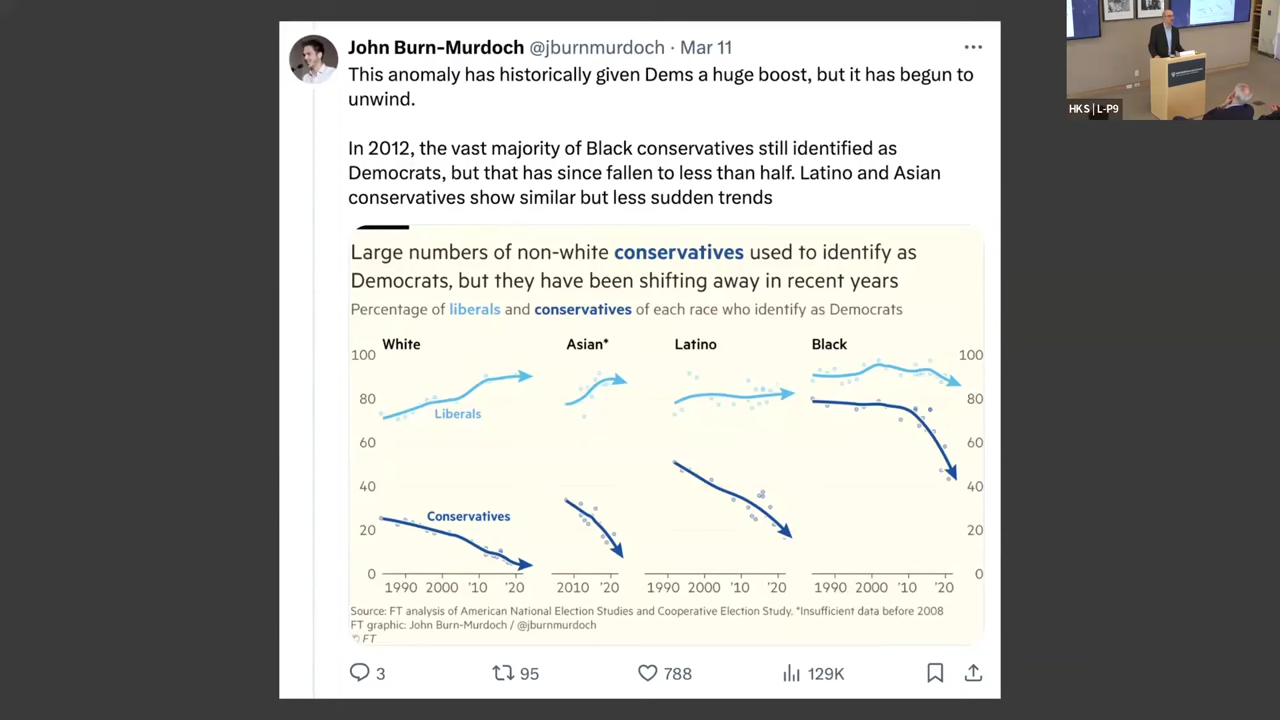 John Burn-Murdoch @jburnmurdoch · Mar 11
This anomaly has historically given Dems a huge boost, but it has begun to
unwind.
In 2012, the vast majority of Black conservatives still identified as
Democrats, but that has since fallen to less than half. Latino and Asian
conservatives show similar but less sudden trends
Large numbers of non-white conservatives used to identify as
Democrats, but they have been shifting away in recent years
Percentage of liberals and conservatives of each race who identify as Democrats
White
Asian*
Latino
Black
100
80
60
40
20
0
Liberals
Conservatives
100
80
60
40
20
0
1990 2000 '10 '20
2010 '20
1990 2000 '10 '20
1990 2000 '10 '20
Source: FT analysis of American National Election Studies and Cooperative Election Study. *Insufficient data before 2008
FT graphic: John Burn-Murdoch / @jburnmurdoch
FT
3
95
788
129K
HKS | L-P9